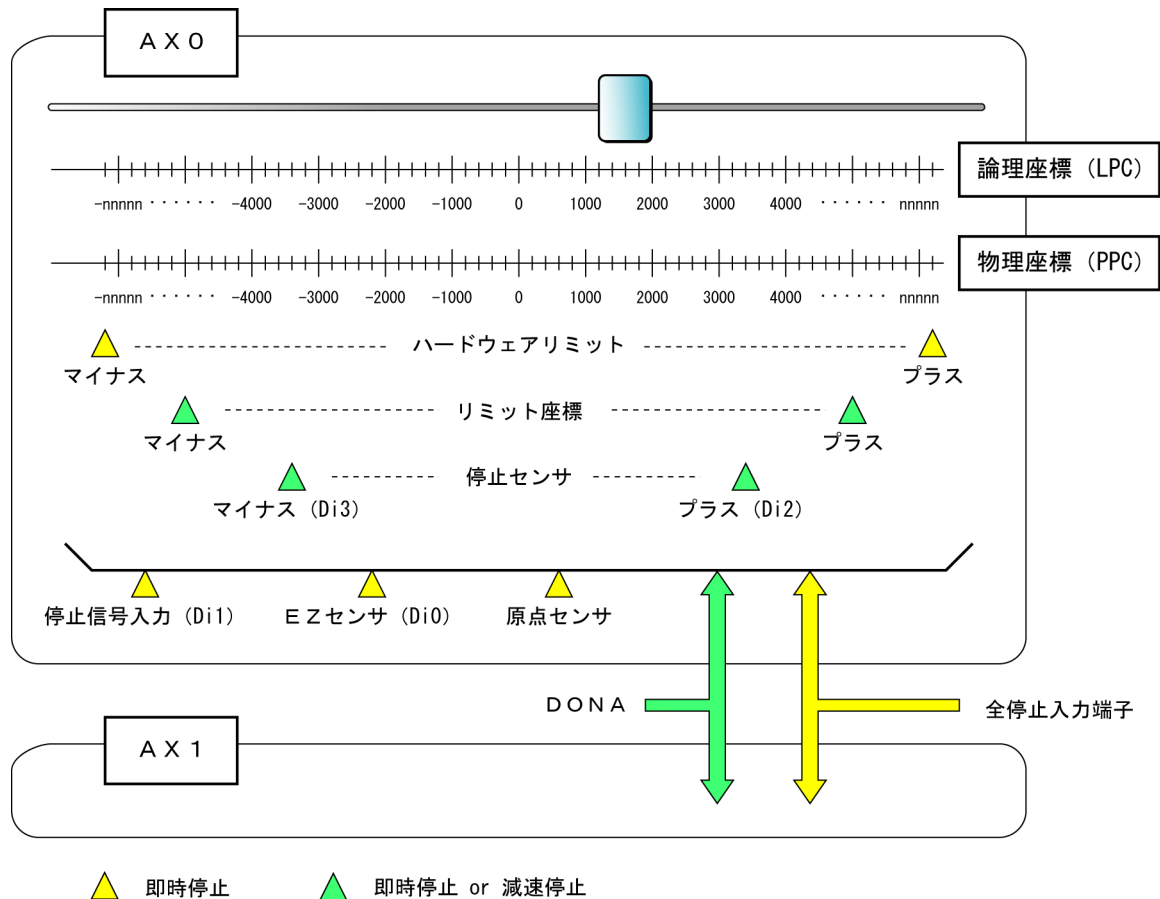 ＡＸ０
論理座標（LPC）
-nnnnn ······ -4000 -3000 -2000 -1000 0 1000 2000 3000 4000 ······ nnnnn
物理座標（PPC）
-nnnnn ······ -4000 -3000 -2000 -1000 0 1000 2000 3000 4000 ······ nnnnn
ハードウェアリミット
マイナス プラス
リミット座標
マイナス プラス
停止センサ
マイナス（Di3） プラス（Di2）
停止信号入力（Di1） ＥＺセンサ（Di0） 原点センサ
ＤＯＮＡ 全停止入力端子
ＡＸ１
即時停止 即時停止 or 減速停止